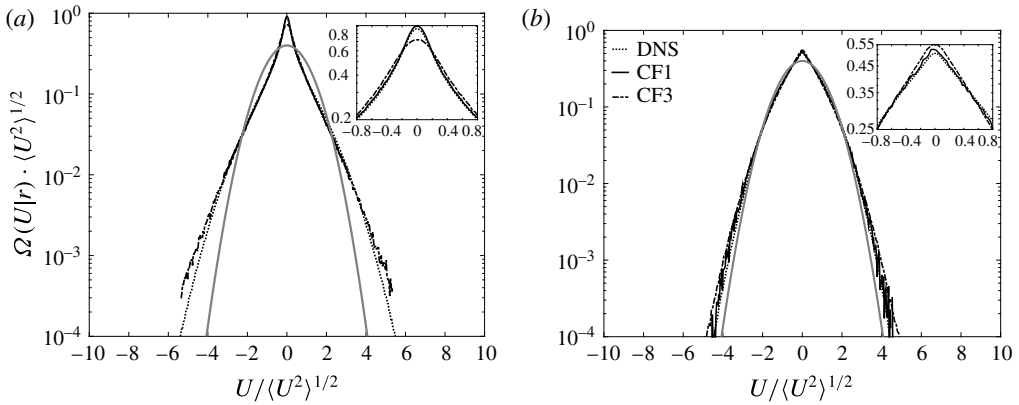 (a)
10^0
10^{-1}
10^{-2}
10^{-3}
10^{-4}
Ω(U|r) · ⟨U^2⟩^{1/2}
−10 −8 −6 −4 −2 0 2 4 6 8 10
U/⟨U^2⟩^{1/2}
0.8
0.6
0.4
0.2
−0.8 −0.4 0 0.4 0.8
(b)
10^0
10^{-1}
10^{-2}
10^{-3}
10^{-4}
DNS
CF1
CF3
−10 −8 −6 −4 −2 0 2 4 6 8 10
U/⟨U^2⟩^{1/2}
0.55
0.45
0.35
0.25
−0.8 −0.4 0 0.4 0.8